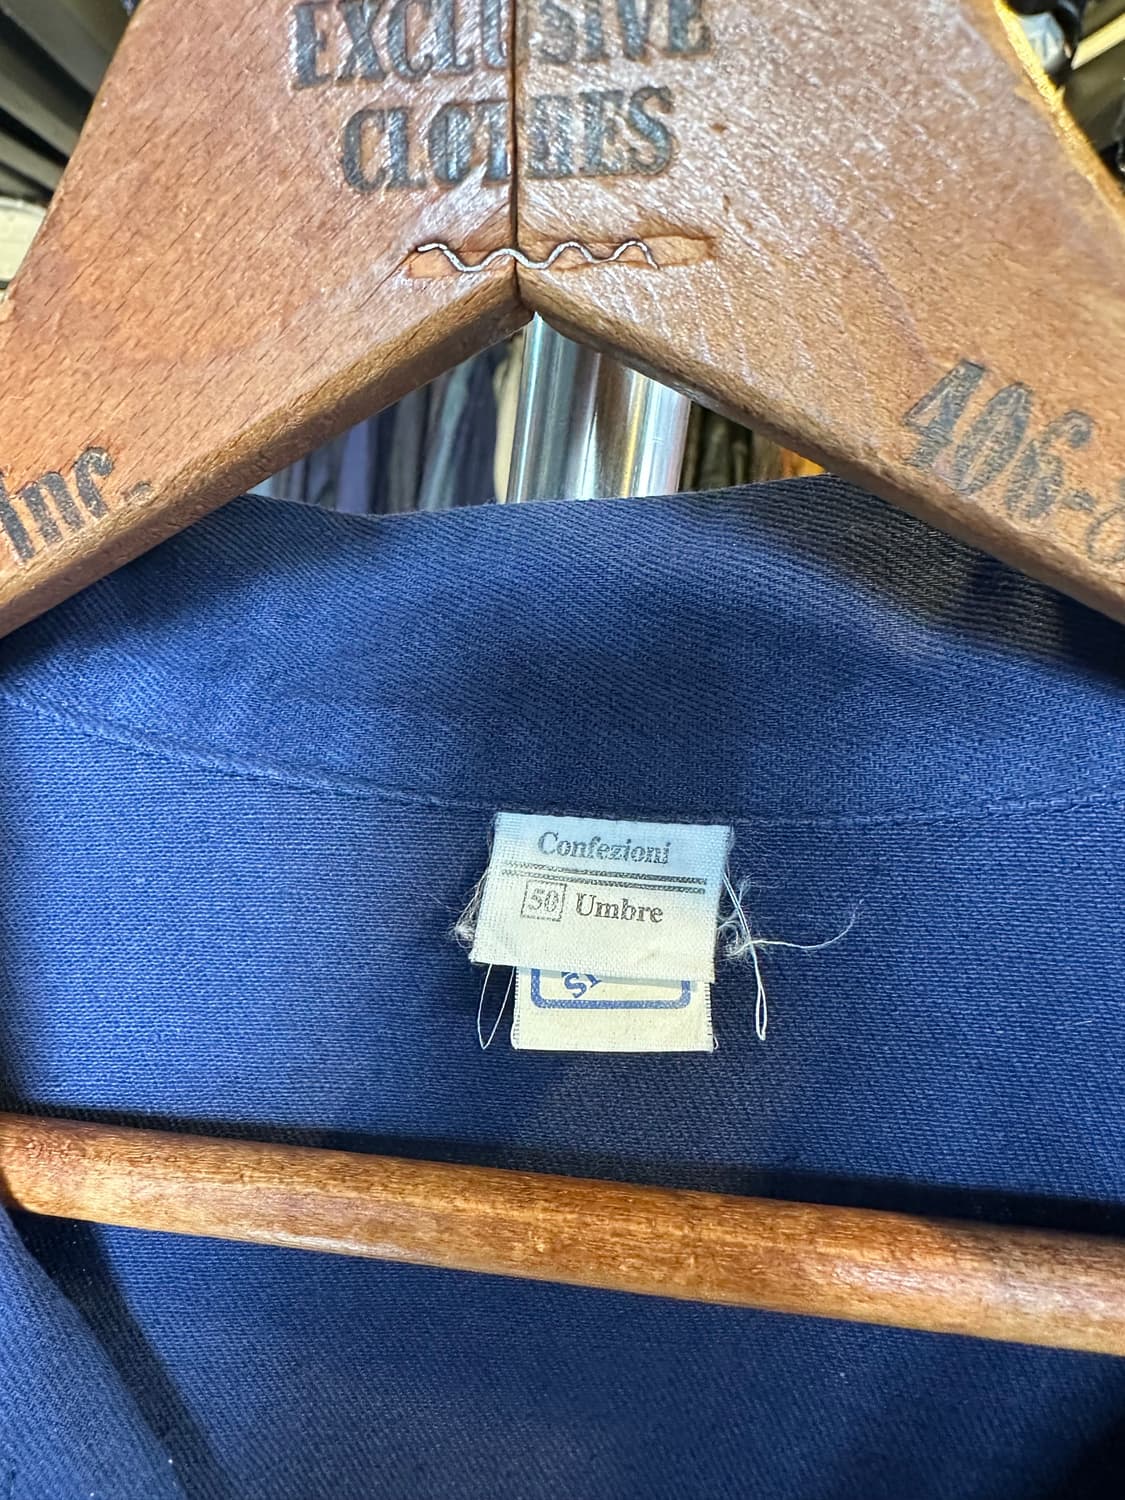 EXCLUSIVE
CLOTHES
Inc.
406-
Confezioni
50 Umbre